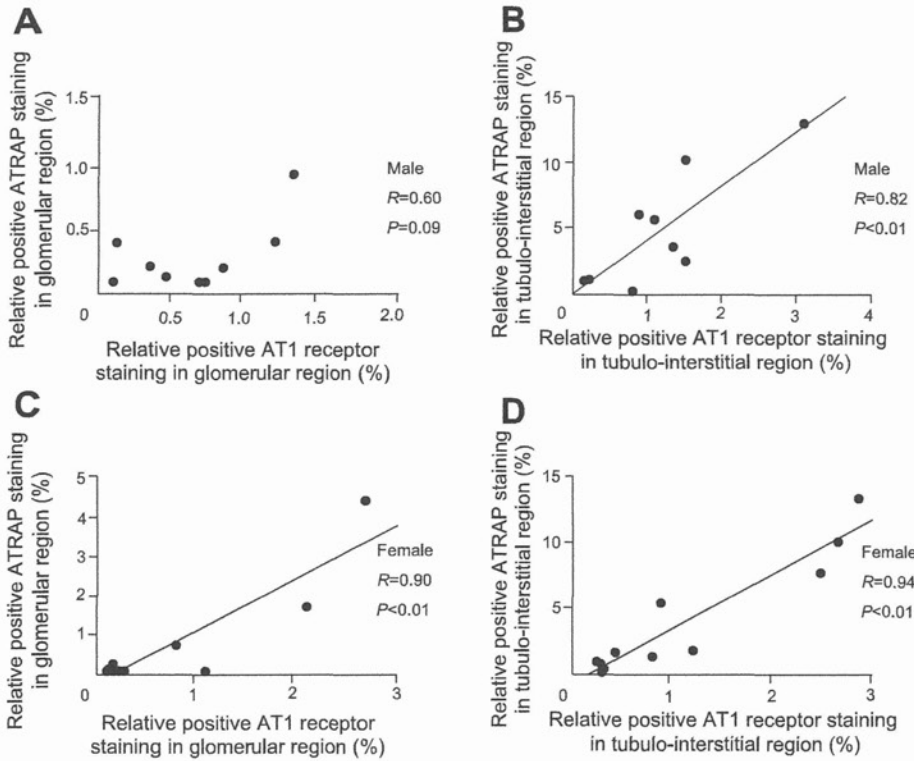 A
Relative positive ATRAP staining
in glomerular region (%)
1.5
1.0
0.5
0.5
1.0
1.5
2.0
Male
R=0.60
P=0.09
Relative positive AT1 receptor
staining in glomerular region (%)
B
Relative positive ATRAP staining
in tubulo-interstitial region (%)
15
10
5
0
1
2
3
4
Male
R=0.82
P<0.01
Relative positive AT1 receptor staining
in tubulo-interstitial region (%)
C
Relative positive ATRAP staining
in glomerular region (%)
5
4
3
2
1
0
1
2
3
Female
R=0.90
P<0.01
Relative positive AT1 receptor
staining in glomerular region (%)
D
Relative positive ATRAP staining
in tubulo-interstitial region (%)
15
10
5
0
1
2
3
Female
R=0.94
P<0.01
Relative positive AT1 receptor staining
in tubulo-interstitial region (%)